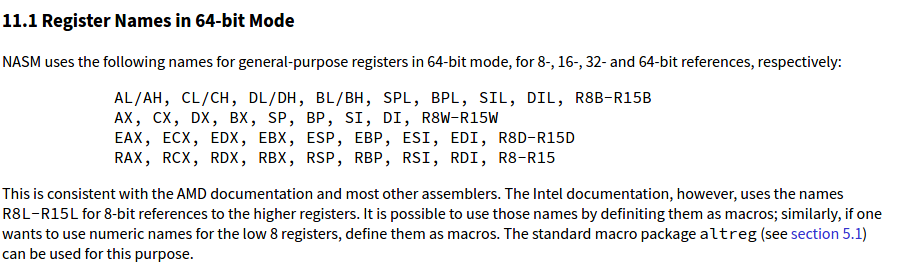 11.1 Register Names in 64-bit Mode
NASM uses the following names for general-purpose registers in 64-bit mode, for 8-, 16-, 32- and 64-bit references, respectively:
AL/AH, CL/CH, DL/DH, BL/BH, SPL, BPL, SIL, DIL, R8B-R15B
AX, CX, DX, BX, SP, BP, SI, DI, R8W-R15W
EAX, ECX, EDX, EBX, ESP, EBP, ESI, EDI, R8D-R15D
RAX, RCX, RDX, RBX, RSP, RBP, RSI, RDI, R8-R15
This is consistent with the AMD documentation and most other assemblers. The Intel documentation, however, uses the names
R8L-R15L for 8-bit references to the higher registers. It is possible to use those names by definiting them as macros; similarly, if one
wants to use numeric names for the low 8 registers, define them as macros. The standard macro package altreg (see section 5.1)
can be used for this purpose.